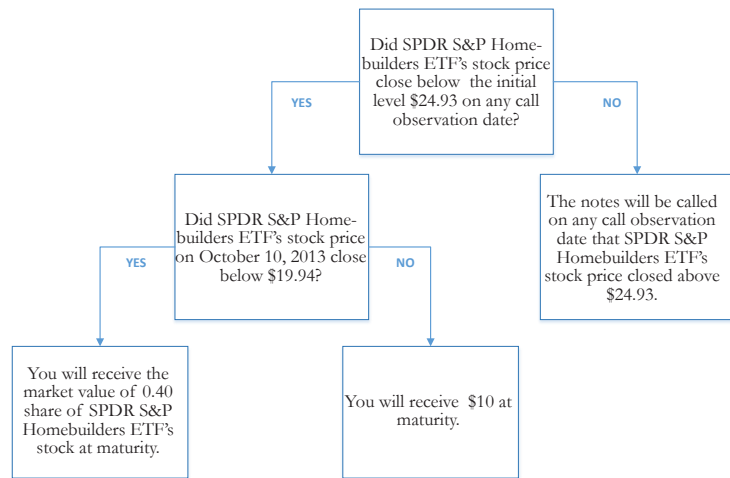 Did SPDR S&P Home-
builders ETF's stock price
close below the initial
level $24.93 on any call
observation date?
YES
NO
Did SPDR S&P Home-
builders ETF's stock price
on October 10, 2013 close
below $19.94?
The notes will be called
on any call observation
date that SPDR S&P
Homebuilders ETF's
stock price closed above
$24.93.
YES
NO
You will receive the
market value of 0.40
share of SPDR S&P
Homebuilders ETF's
stock at maturity.
You will receive $10 at
maturity.